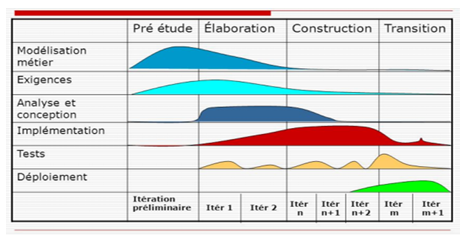 Pré étude Élaboration Construction Transition
Modélisation
métier
Exigences
Analyse et
conception
Implémentation
Tests
Déploiement
Itération
préliminaire
Itér 1
Itér 2
Itér
n
Itér
n+1
Itér
n+2
Itér
m
Itér
m+1